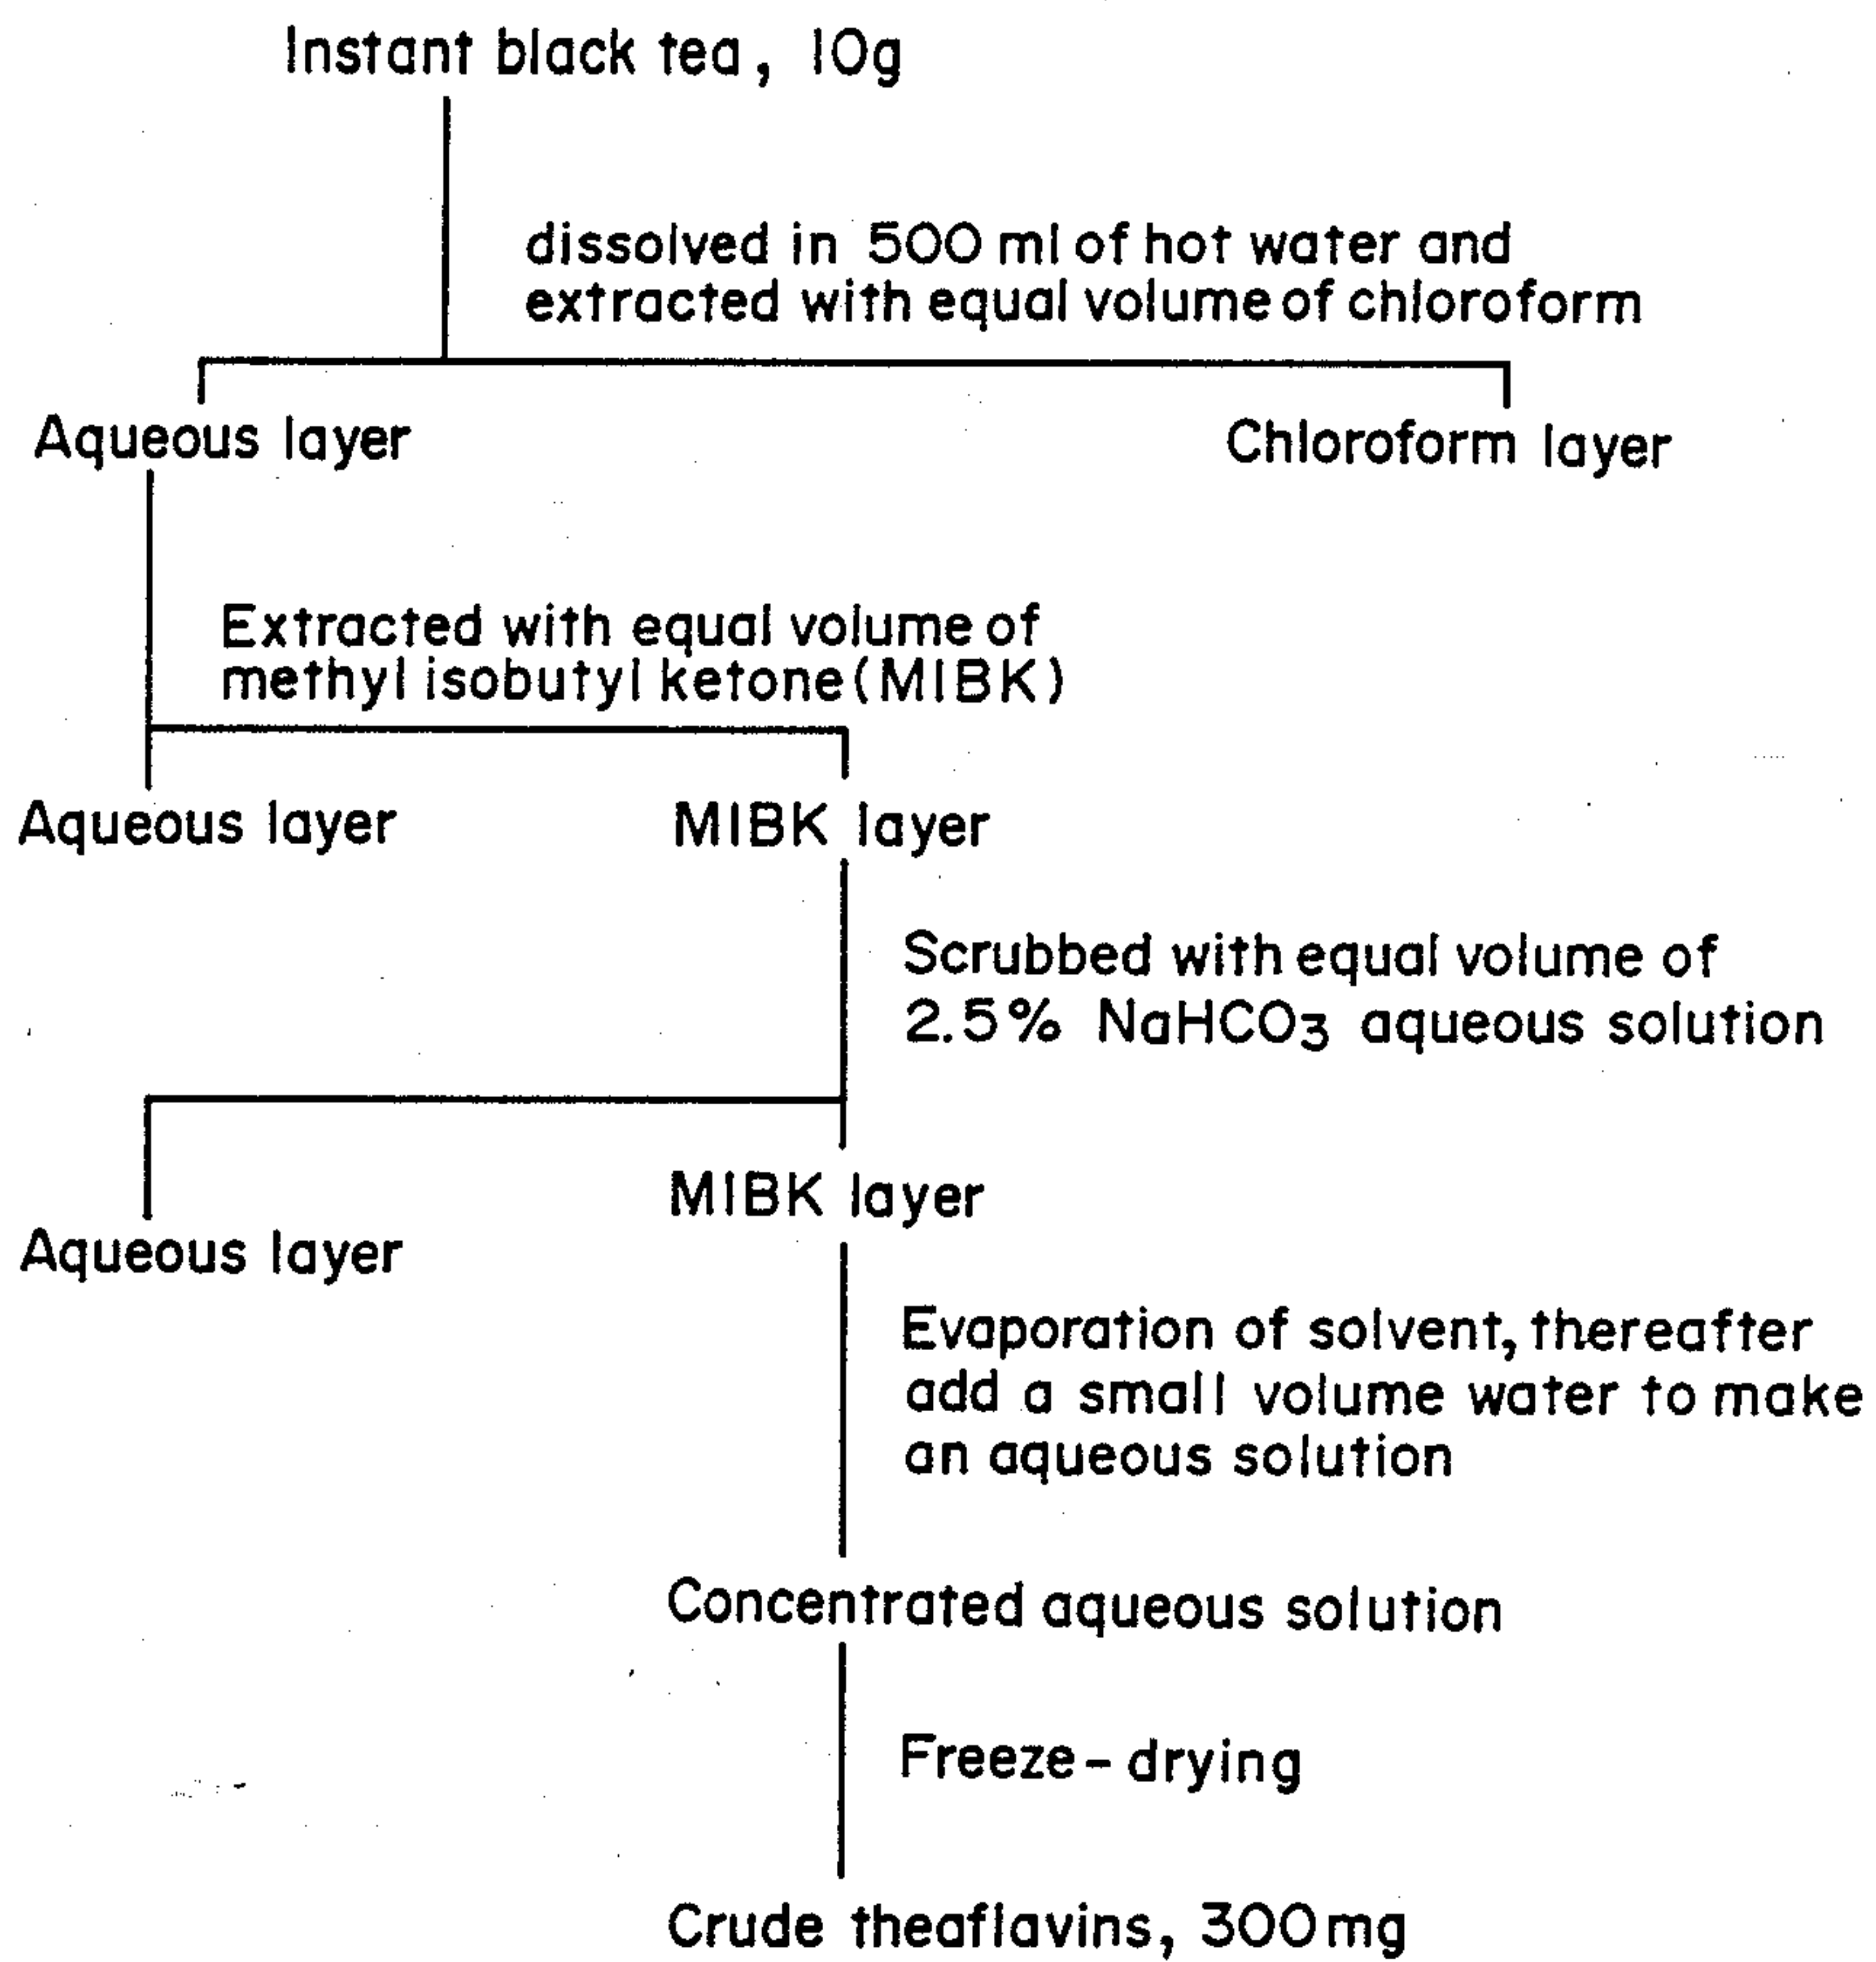 Instant black tea, 10g
dissolved in 500 ml of hot water and
extracted with equal volume of chloroform
Aqueous layer
Chloroform layer
Extracted with equal volume of
methyl isobutyl ketone (MIBK)
Aqueous layer
MIBK layer
Scrubbed with equal volume of
2.5% NaHCO3 aqueous solution
MIBK layer
Aqueous layer
Evaporation of solvent, thereafter
add a small volume water to make
an aqueous solution
Concentrated aqueous solution
Freeze-drying
Crude theaflavins, 300mg